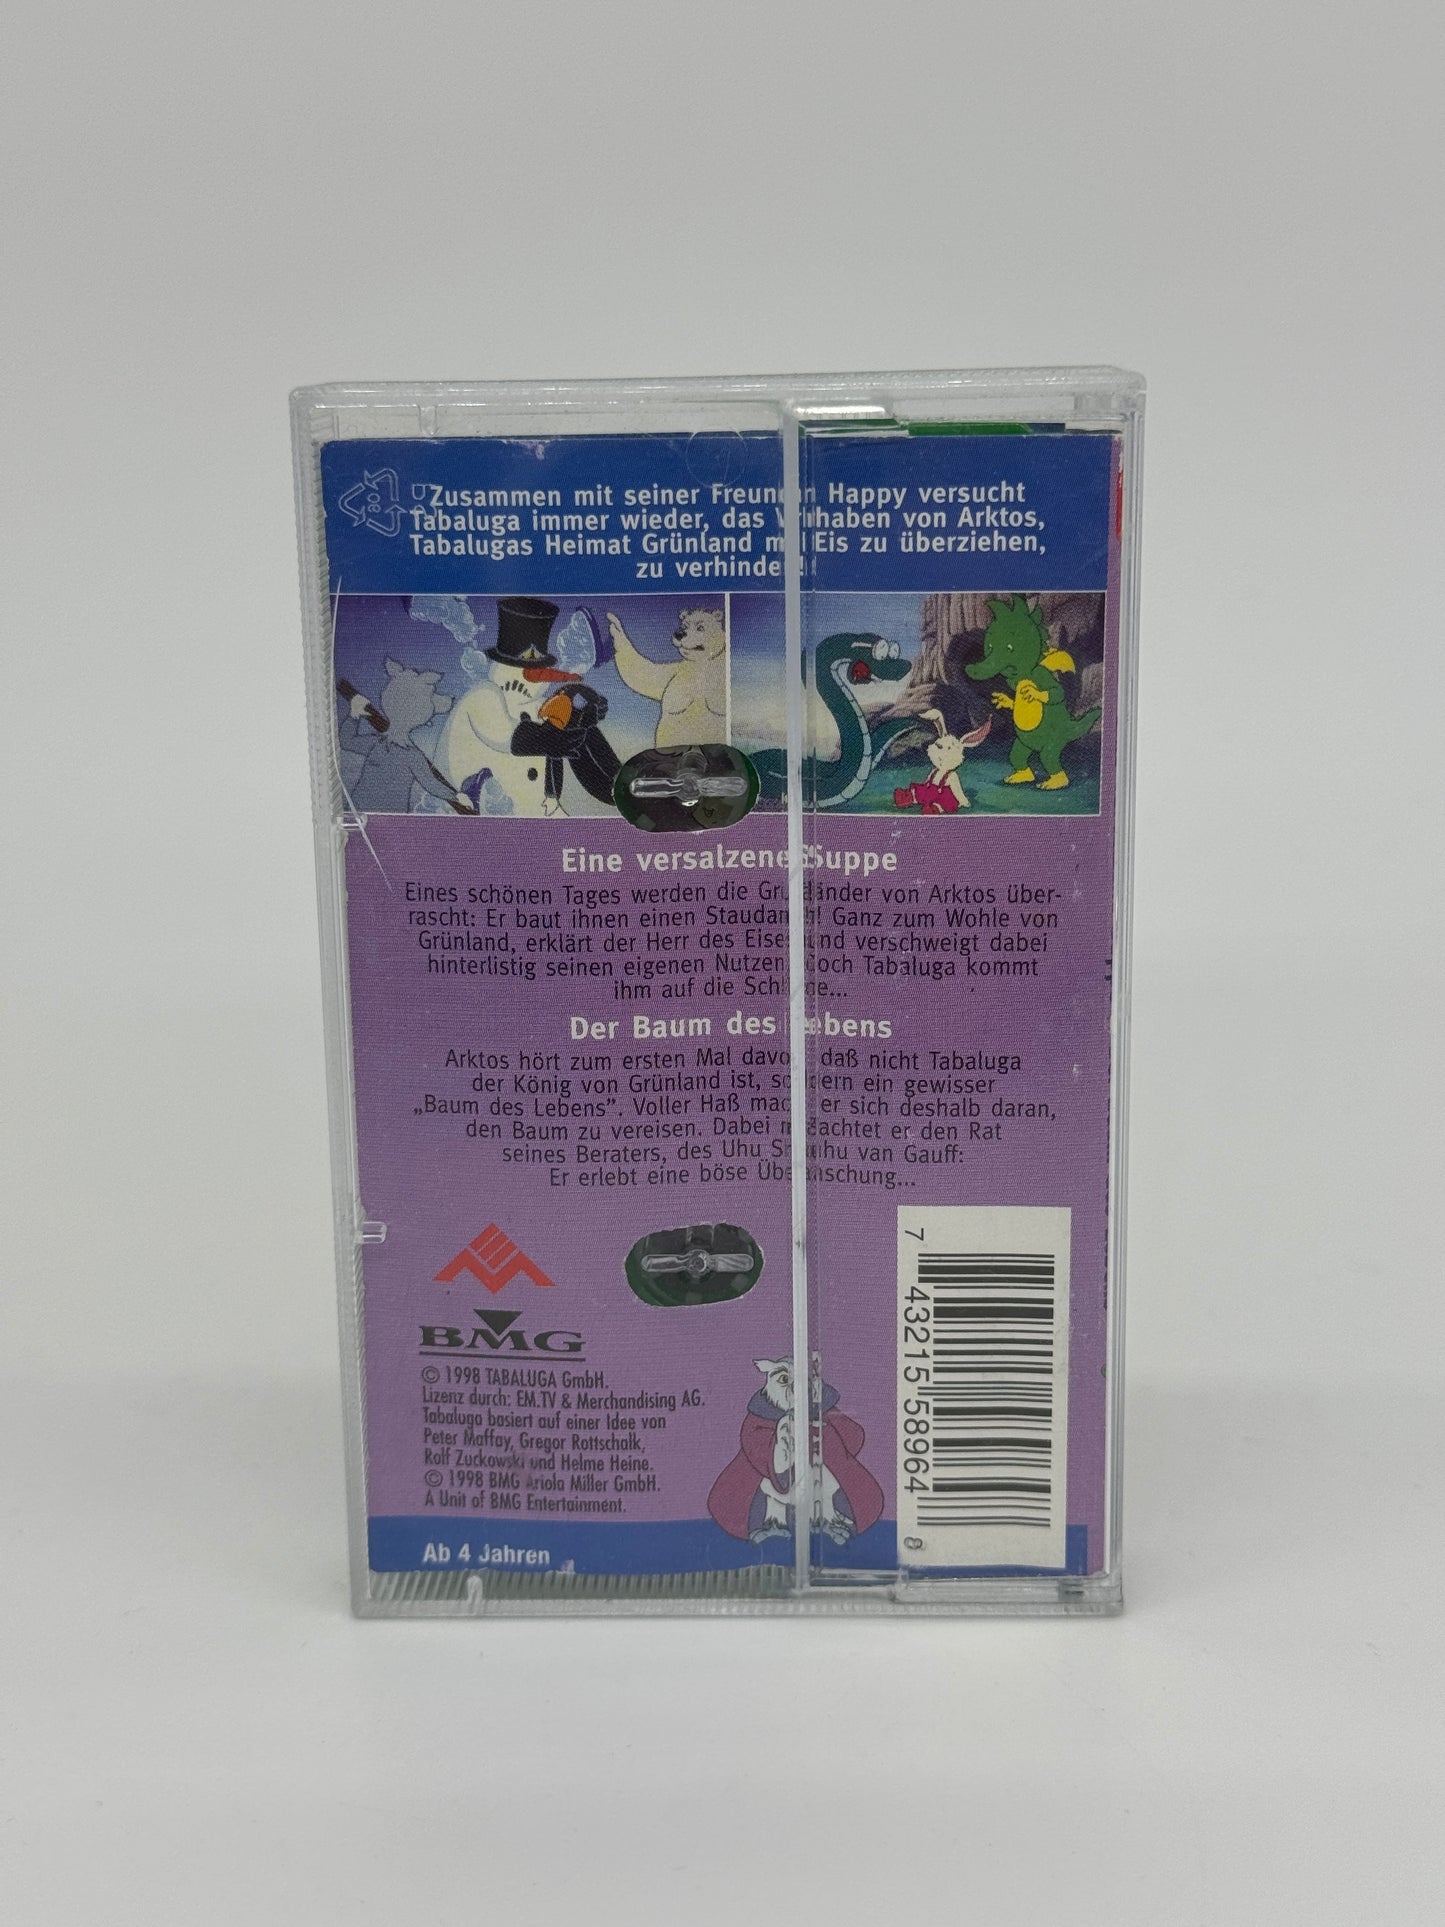 Zusammen mit seiner Freundin Happy versucht
Tabaluga immer wieder, das Vorhaben von Arktos,
Tabalugas Heimat Grünland mit Eis zu überziehen,
zu verhindern!
Eine versalzene Suppe
Eines schönen Tages werden die Grünländer von Arktos über-
rascht: Er baut ihnen einen Staudamm! Ganz zum Wohle von
Grünland, erklärt der Herr des Eises und verschweigt dabei
hinterlistig seinen eigenen Nutzen. Doch Tabaluga kommt
ihm auf die Schliche...
Der Baum des Lebens
Arktos hört zum ersten Mal davon, daß nicht Tabaluga
der König von Grünland ist, sondern ein gewisser
„Baum des Lebens”. Voller Haß macht er sich deshalb daran,
den Baum zu vereisen. Dabei mißachtet er den Rat
seines Beraters, des Uhu Shouhu van Gauff:
Er erlebt eine böse Überraschung...
BMG
© 1998 TABALUGA GmbH.
Lizenz durch: EM.TV & Merchandising AG.
Tabaluga basiert auf einer Idee von
Peter Maffay, Gregor Rottschalk,
Rolf Zuckowski und Helme Heine.
© 1998 BMG Ariola Miller GmbH.
A Unit of BMG Entertainment.
Ab 4 Jahren
7 43215 58964 8